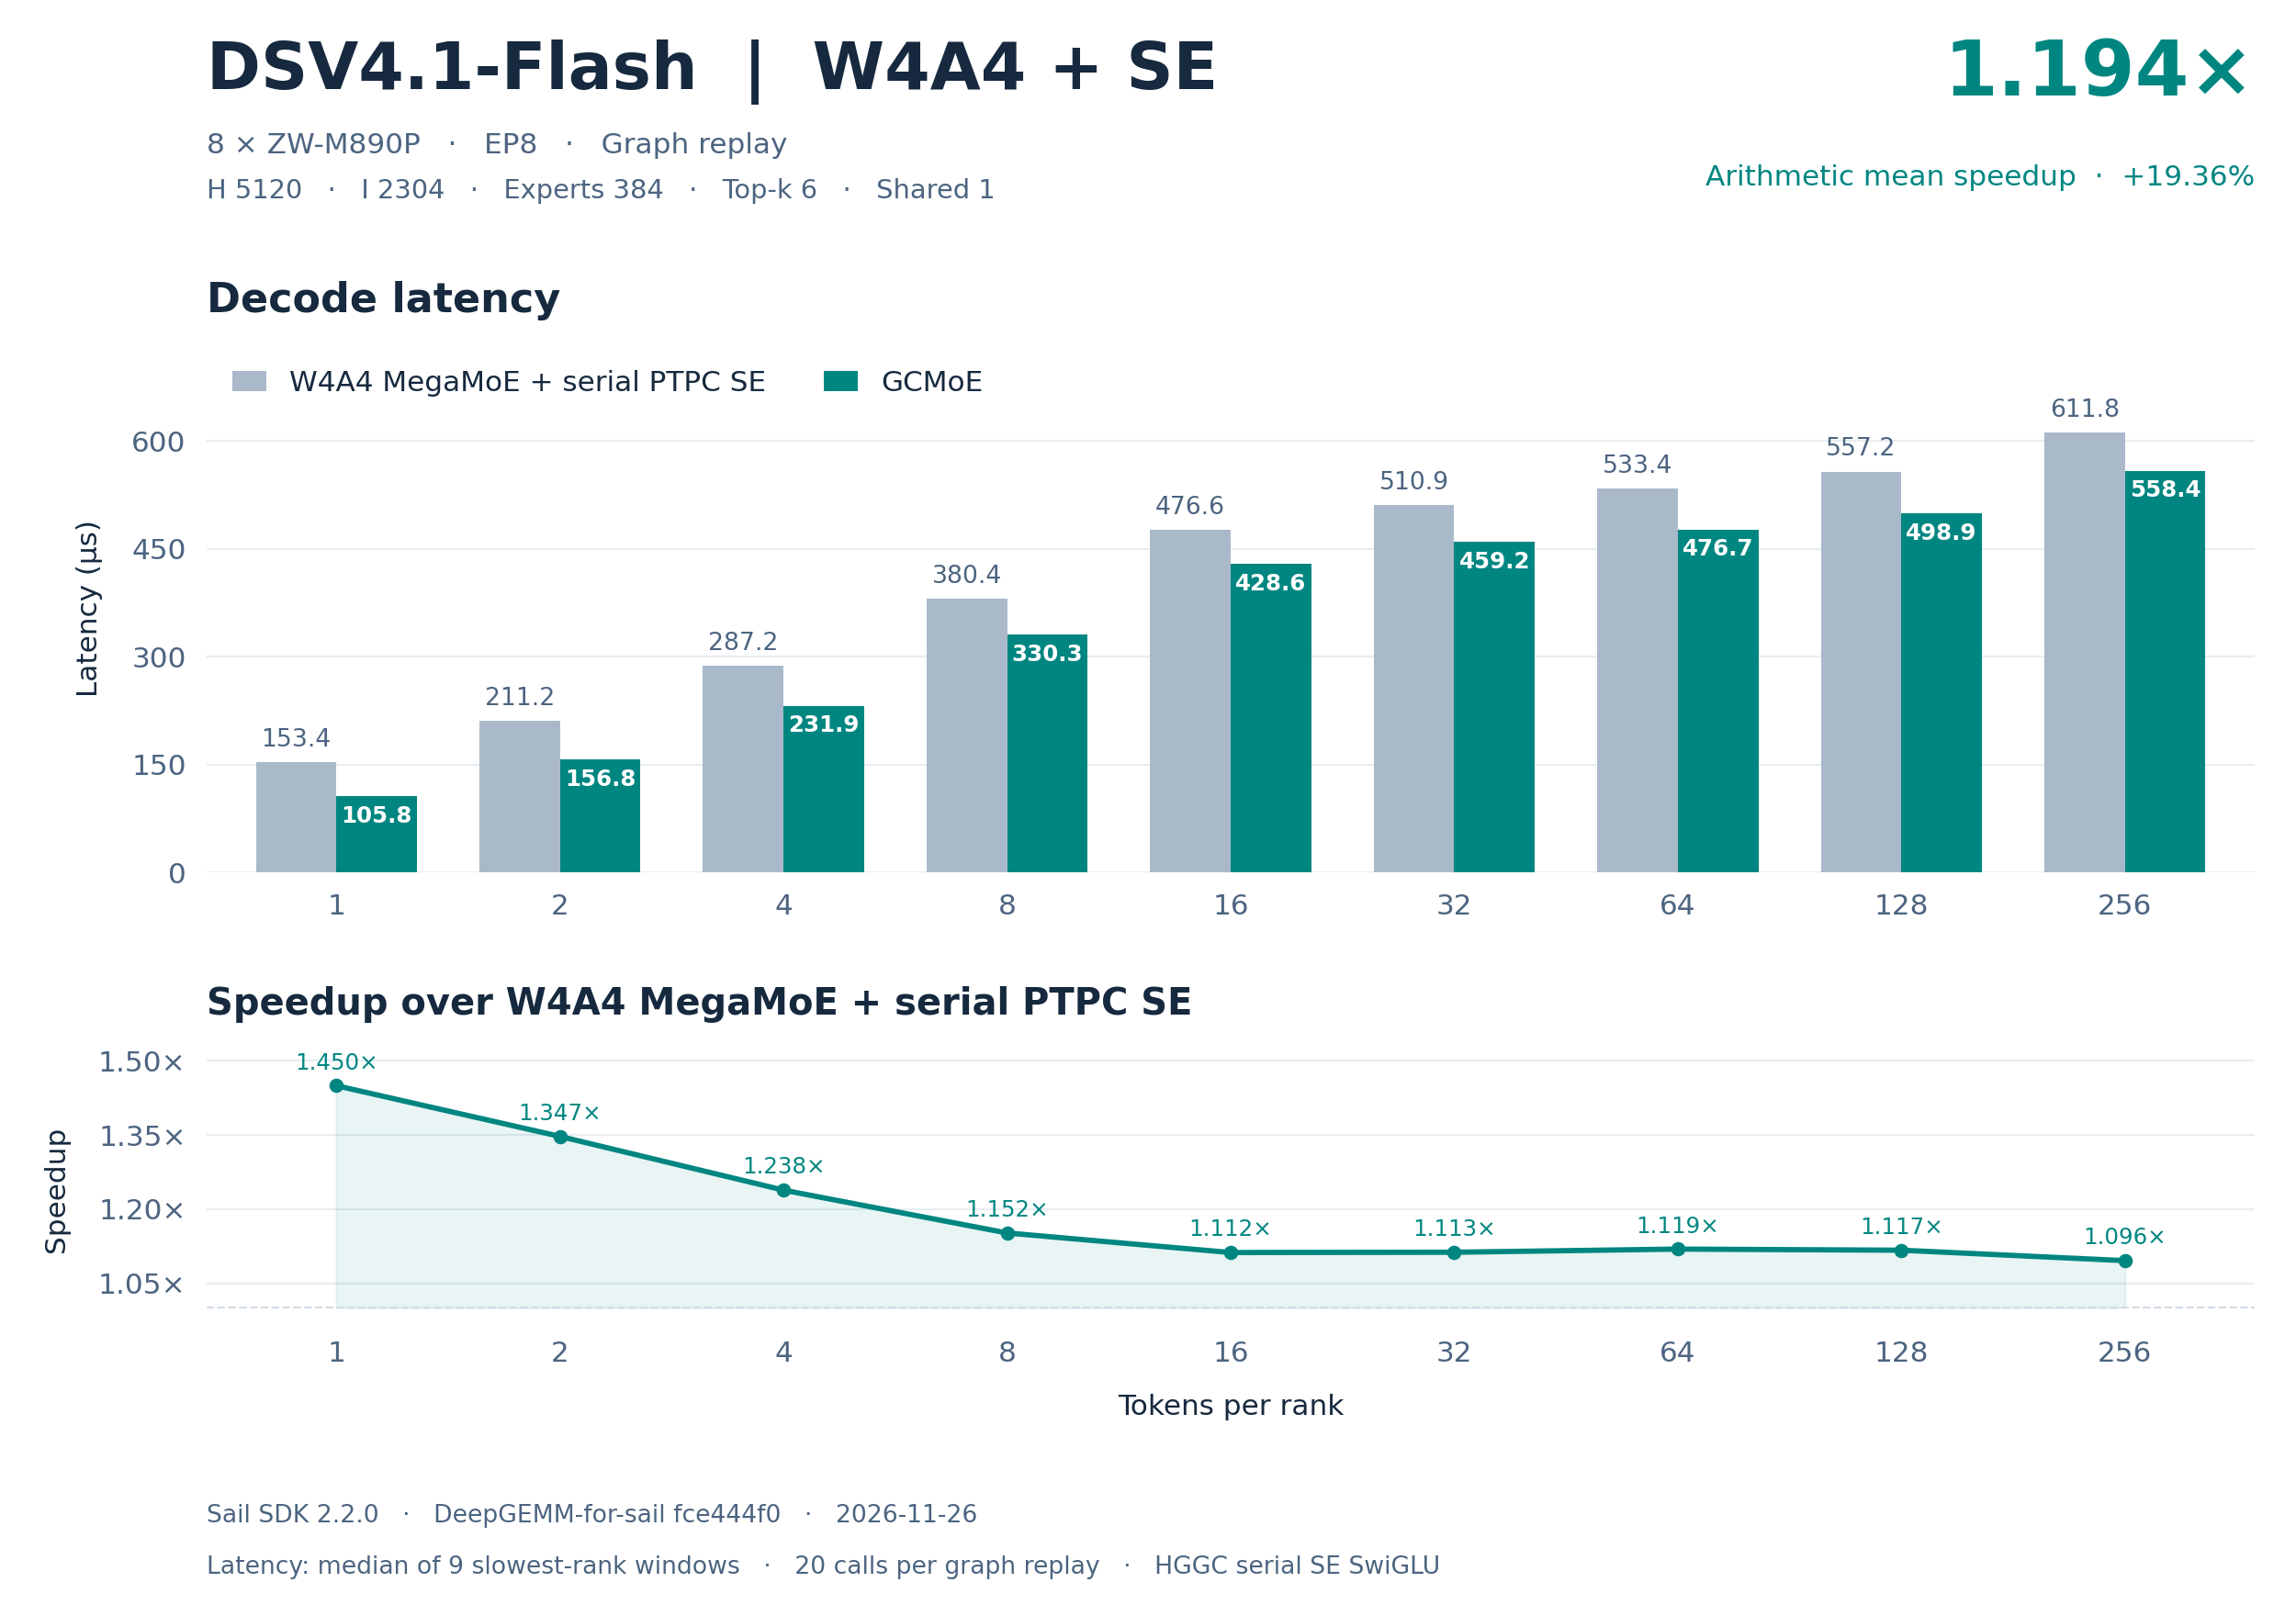 DSV4.1-Flash | W4A4 + SE
1.194×
8 × ZW-M890P · EP8 · Graph replay
H 5120 · I 2304 · Experts 384 · Top-k 6 · Shared 1
Arithmetic mean speedup · +19.36%
Decode latency
W4A4 MegaMoE + serial PTPC SE
GCMoE
Latency (µs)
600
450
300
150
0
153.4
105.8
211.2
156.8
287.2
231.9
380.4
330.3
476.6
428.6
510.9
459.2
533.4
476.7
557.2
498.9
611.8
558.4
1 2 4 8 16 32 64 128 256
Speedup over W4A4 MegaMoE + serial PTPC SE
Speedup
1.50×
1.35×
1.20×
1.05×
1.450×
1.347×
1.238×
1.152×
1.112×
1.113×
1.119×
1.117×
1.096×
1 2 4 8 16 32 64 128 256
Tokens per rank
Sail SDK 2.2.0 · DeepGEMM-for-sail fce444f0 · 2026-11-26
Latency: median of 9 slowest-rank windows · 20 calls per graph replay · HGGC serial SE SwiGLU